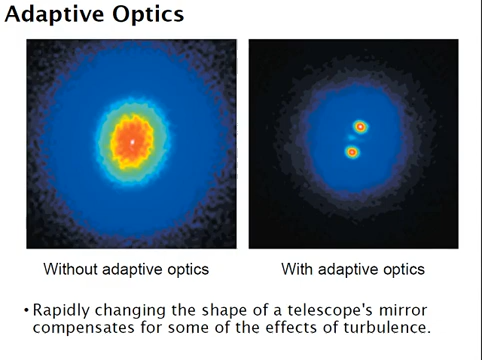 Adaptive Optics
Without adaptive optics
With adaptive optics
• Rapidly changing the shape of a telescope's mirror
compensates for some of the effects of turbulence.